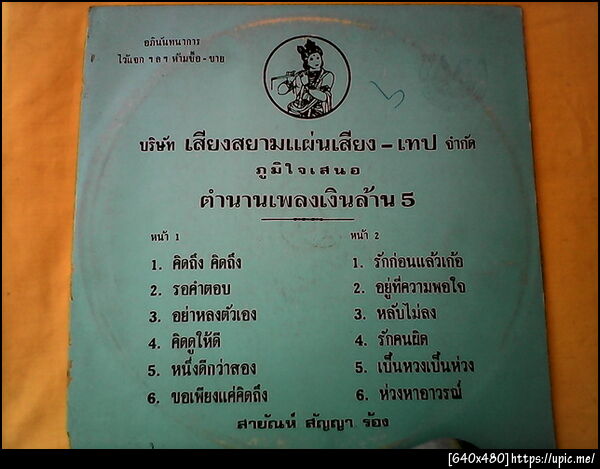 อภินันทนาการ
ไว้แจก ฯลฯ ห้ามซื้อ-ขาย
บริษัท เสียงสยามแผ่นเสียง - เทป จำกัด
ภูมิใจเสนอ
ตำนานเพลงเงินล้าน 5
หน้า 1
1. คิดถึง คิดถึง
2. รอคำตอบ
3. อย่าหลงตัวเอง
4. คิดดูให้ดี
5. หนึ่งดีกว่าสอง
6. ขอเพียงแค่คิดถึง
หน้า 2
1. รักก่อนแล้วเก้อ
2. อยู่ที่ความพอใจ
3. หลับไม่ลง
4. รักคนผิด
5. เป็นหวงเป็นห่วง
6. ห่วงหาอาวรณ์
สายัณห์ สัญญา ร้อง
[640x480]https://upic.me/